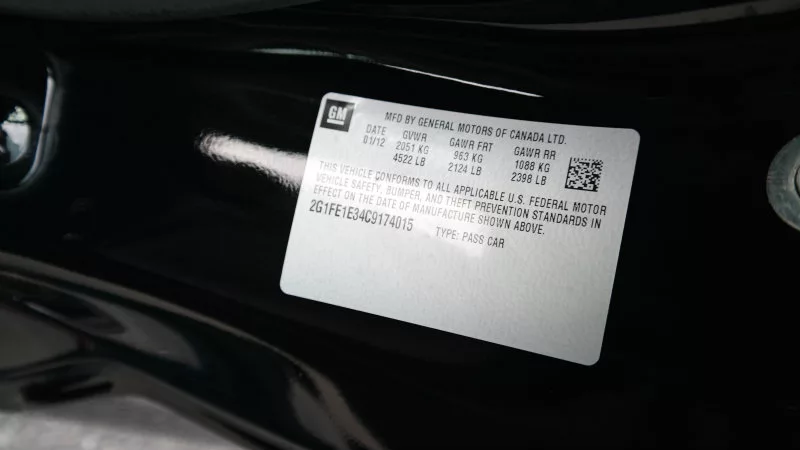 GM
MFD BY GENERAL MOTORS OF CANADA LTD.
DATE GVWR GAWR FRT GAWR RR
01/12 2051 KG 963 KG 1088 KG
4522 LB 2124 LB 2398 LB
THIS VEHICLE CONFORMS TO ALL APPLICABLE U.S. FEDERAL MOTOR
VEHICLE SAFETY, BUMPER, AND THEFT PREVENTION STANDARDS IN
EFFECT ON THE DATE OF MANUFACTURE SHOWN ABOVE.
2G1FE1E34C9174015 TYPE: PASS CAR